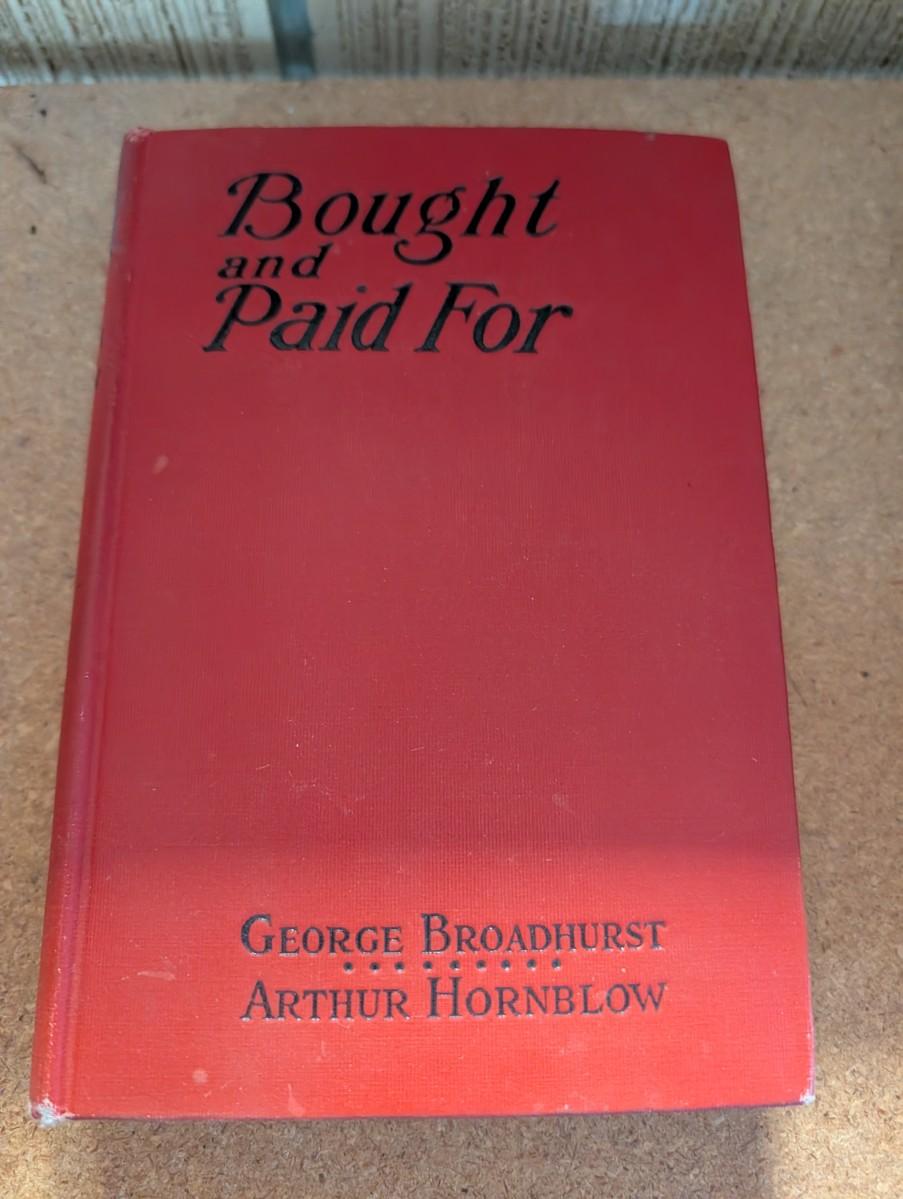 Bought
and
Paid For
George Broadhurst
Arthur Hornblow